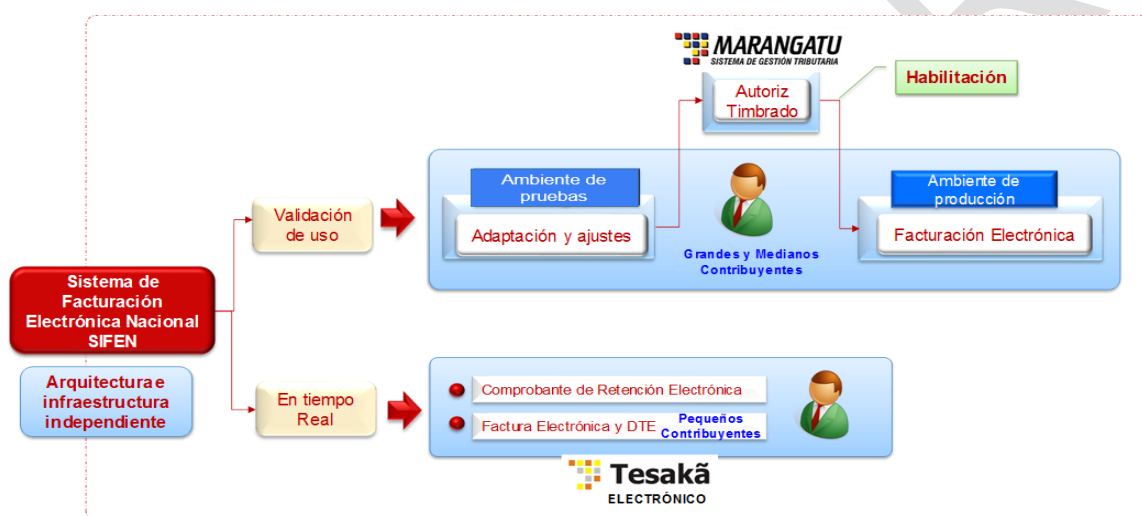 MARANGATU
SISTEMA DE GESTIÓN TRIBUTARIA
Autoriz
Timbrado
Habilitación
Ambiente de
pruebas
Adaptación y ajustes
Grandes y Medianos
Contribuyentes
Ambiente de
producción
Facturación Electrónica
Validación
de uso
Sistema de
Facturación
Electrónica Nacional
SIFEN
Arquitectura e
infraestructura
independiente
En tiempo
Real
Comprobante de Retención Electrónica
Factura Electrónica y DTE
Pequeños
Contribuyentes
Tesakã
ELECTRÓNICO